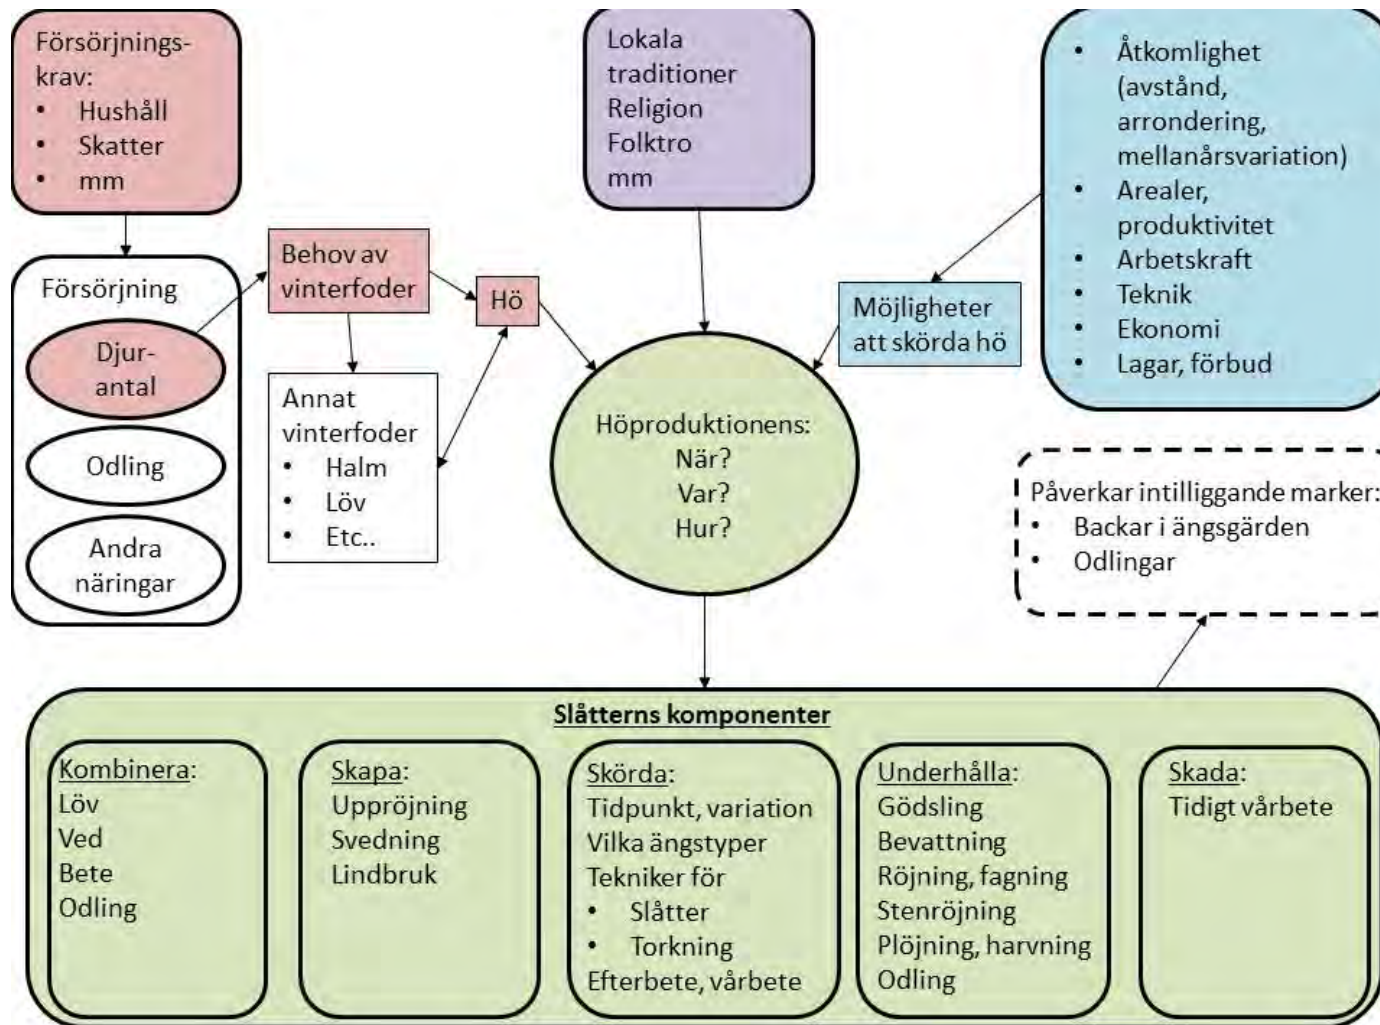 Försörjnings-
krav:
• Hushåll
• Skatter
• mm
Lokala
traditioner
Religion
Folktro
mm
• Åtkomlighet
(avstånd,
arrondering,
mellanårsvariation)
• Arealer,
produktivitet
• Arbetskraft
• Teknik
• Ekonomi
• Lagar, förbud
Försörjning
Djur-
antal
Odling
Andra
näringar
Behov av
vinterfoder
Hö
Annat
vinterfoder
• Halm
• Löv
• Etc..
Möjligheter
att skörda hö
Höproduktionens:
När?
Var?
Hur?
Påverkar intilliggande marker:
• Backar i ängsgärden
• Odlingar
Slåtterns komponenter
Kombinera:
Löv
Ved
Bete
Odling
Skapa:
Uppröjning
Svedning
Lindbruk
Skörda:
Tidpunkt, variation
Vilka ängstyper
Tekniker för
• Slåtter
• Torkning
Efterbete, vårbete
Underhålla:
Gödsling
Bevattning
Röjning, fagning
Stenröjning
Plöjning, harvning
Odling
Skada:
Tidigt vårbete